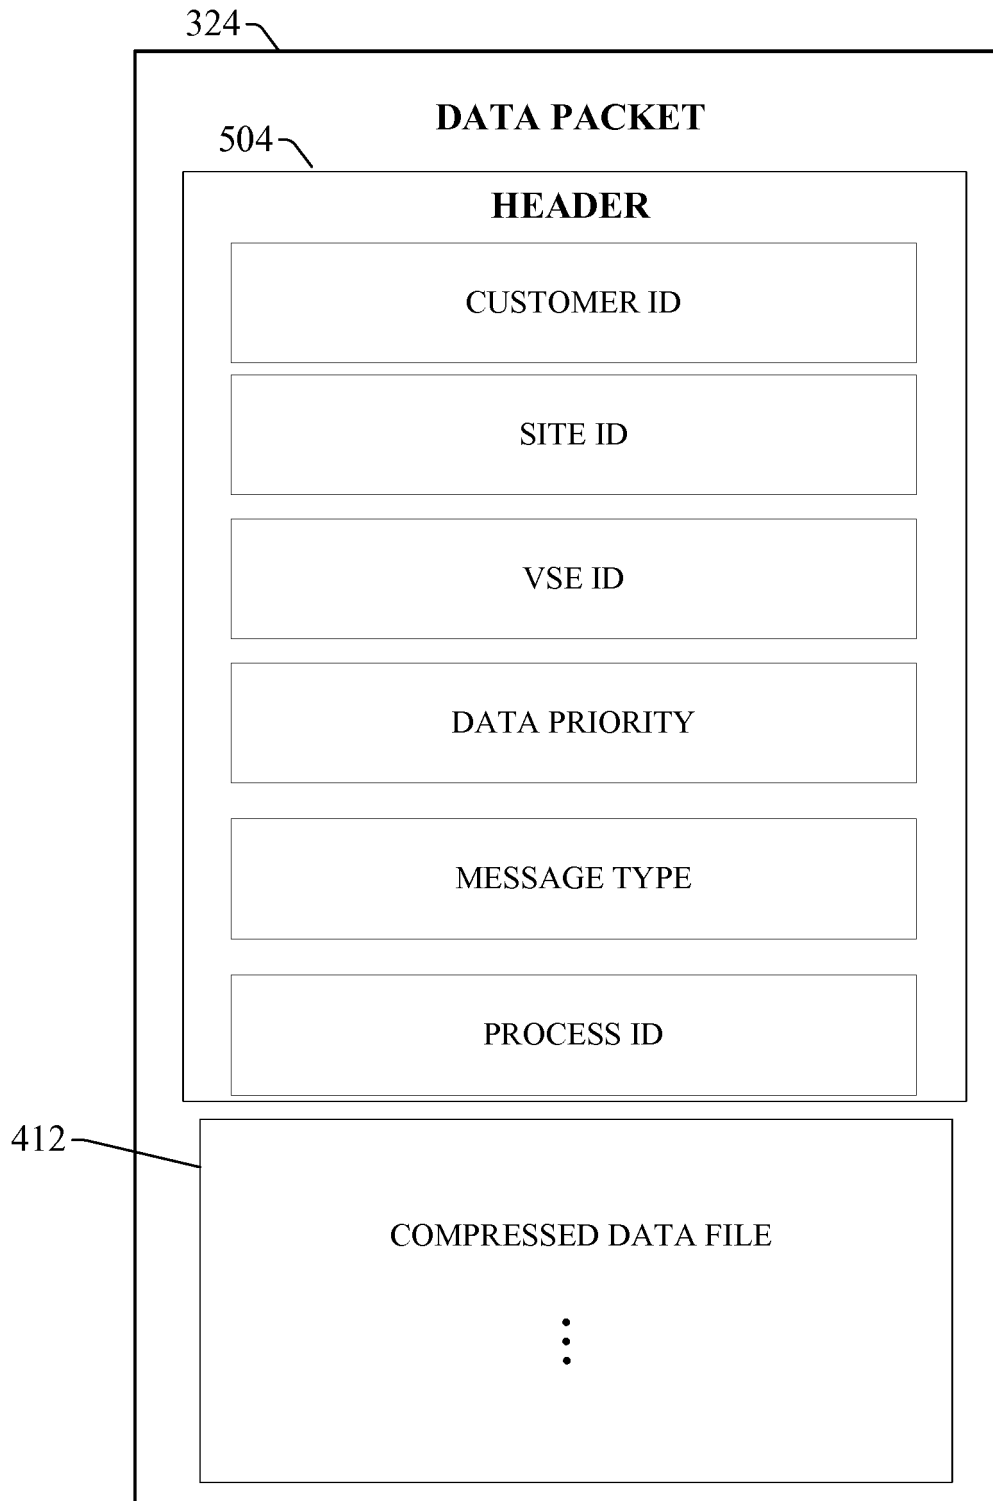 324
DATA PACKET
504
HEADER
CUSTOMER ID
SITE ID
VSE ID
DATA PRIORITY
MESSAGE TYPE
PROCESS ID
412
COMPRESSED DATA FILE